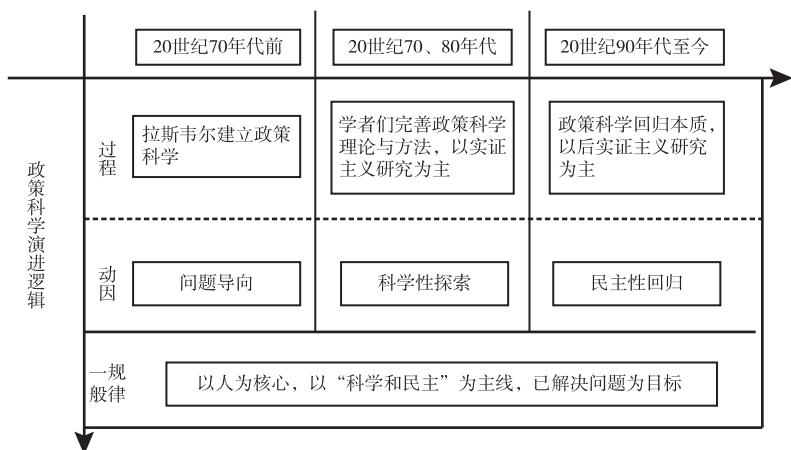 20世纪70年代前
20世纪70、80年代
20世纪90年代至今
政策科学演进逻辑
过程
拉斯韦尔建立政策
科学
学者们完善政策科学
理论与方法，以实证
主义研究为主
政策科学回归本质，
以后实证主义研究
为主
动因
问题导向
科学性探索
民主性回归
一规
般律
以人为核心，以“科学和民主”为主线，已解决问题为目标